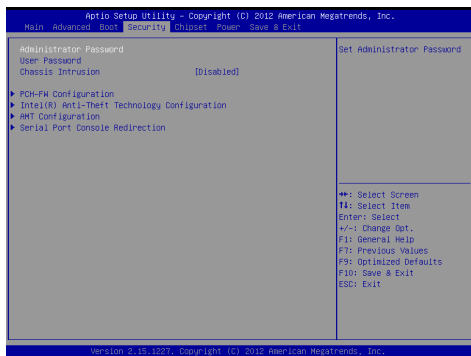 Aptio Setup Utility – Copyright (C) 2012 American Megatrends, Inc.
Main Advanced Boot Security Chipset Power Save & Exit
Administrator Password
User Password
Chassis Intrusion [Disabled]
PCH-FW Configuration
Intel(R) Anti-Theft Technology Configuration
AMT Configuration
Serial Port Console Redirection
Set Administrator Password
→←: Select Screen
↑↓: Select Item
Enter: Select
+/-: Change Opt.
F1: General Help
F7: Previous Values
F9: Optimized Defaults
F10: Save & Exit
ESC: Exit
Version 2.15.1227. Copyright (C) 2012 American Megatrends, Inc.